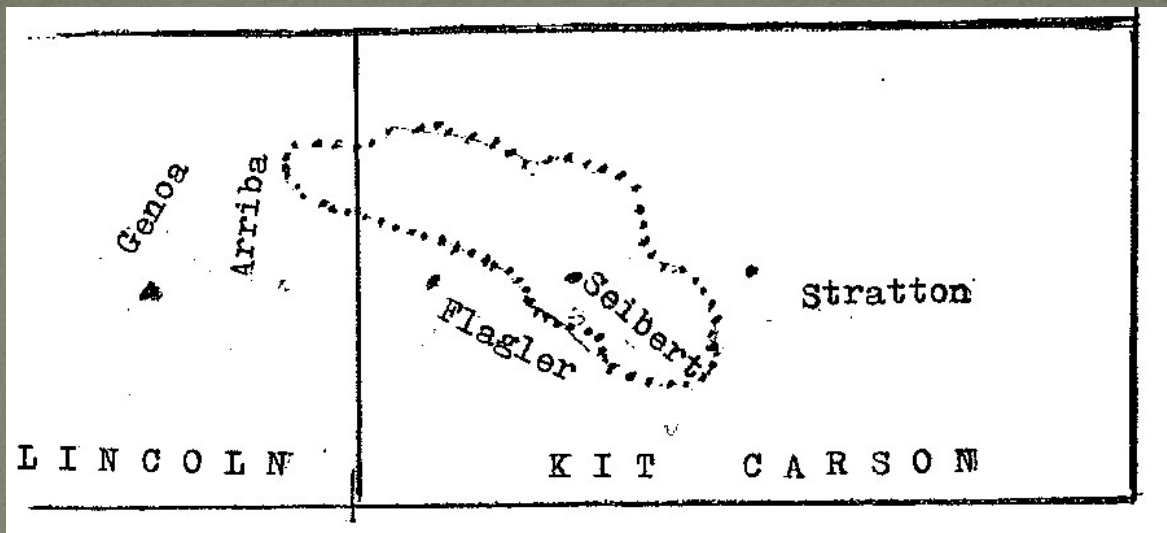 Genoa
Arriba
Flagler
Seibert
Stratton
LINCOLN
KIT CARSON